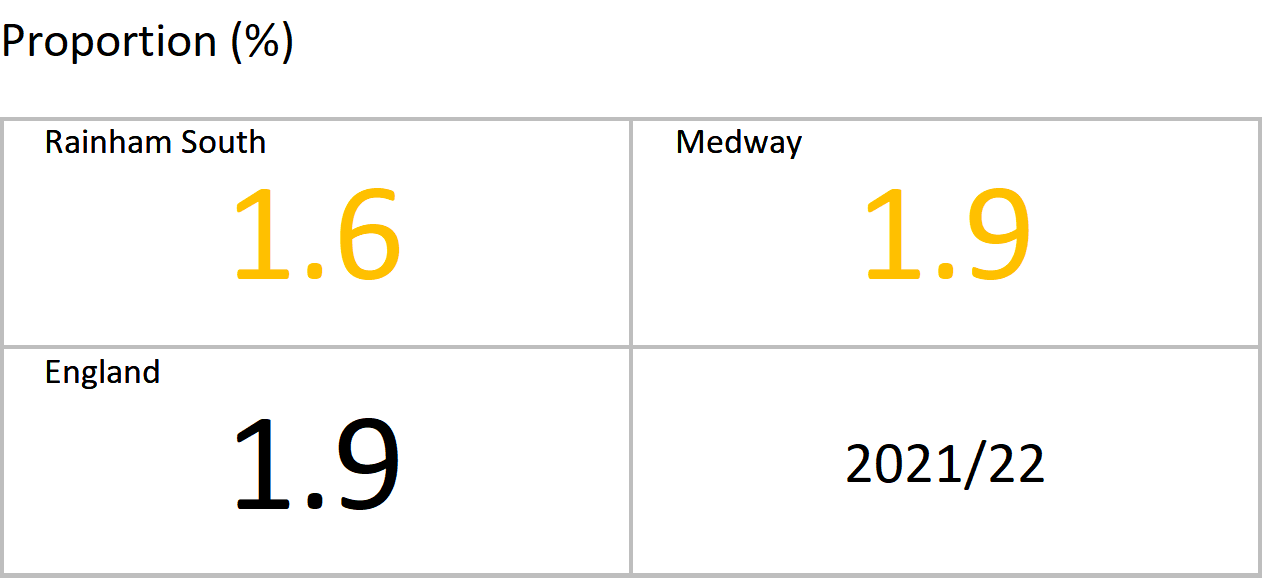 Proportion (%)
Rainham South
1.6
Medway
1.9
England
1.9
2021/22